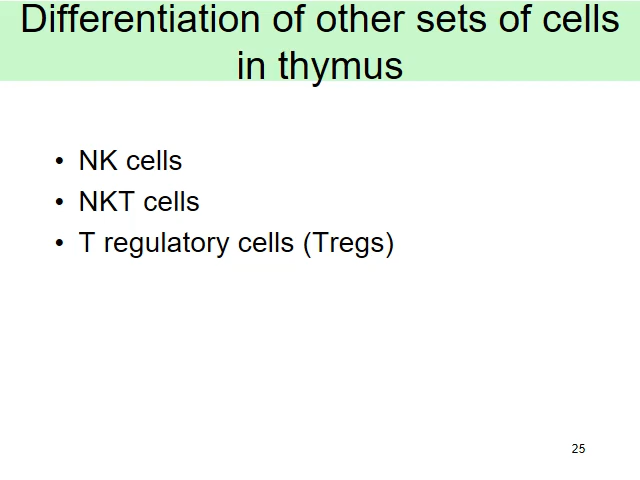 Differentiation of other sets of cells
in thymus
• NK cells
• NKT cells
• T regulatory cells (Tregs)
25